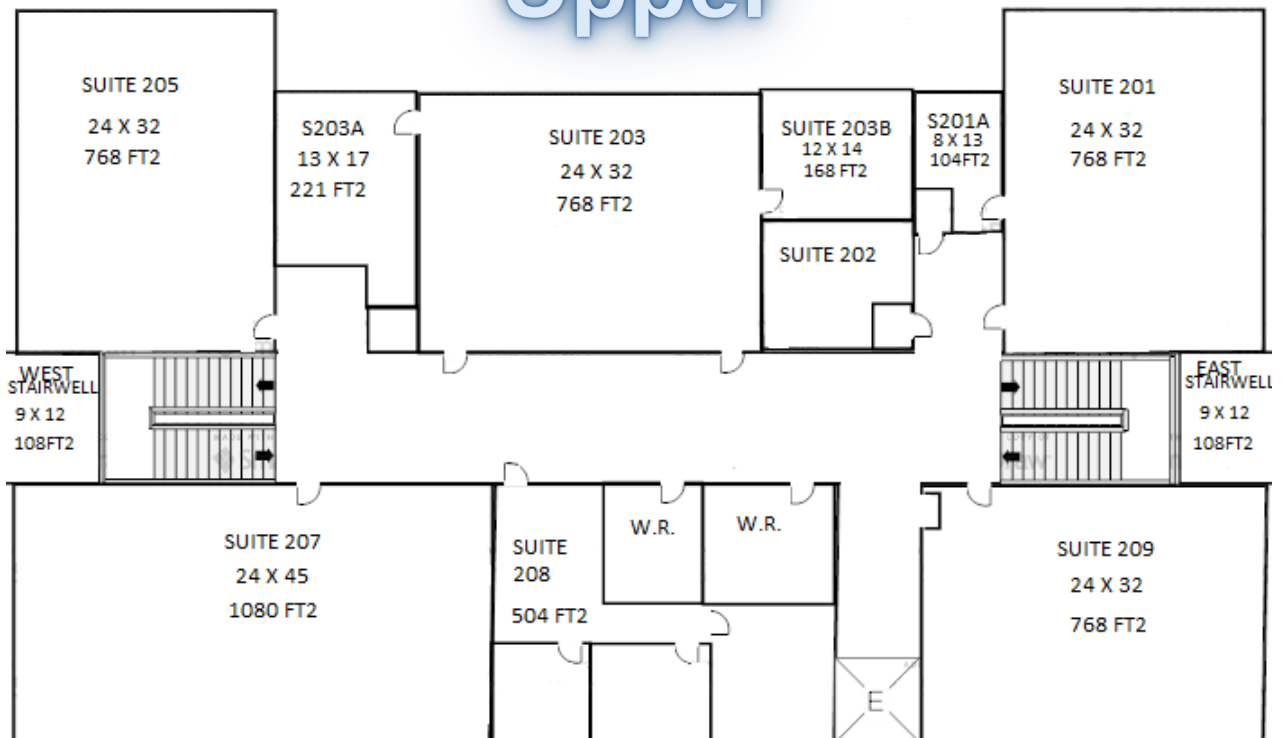 Upper
SUITE 205
24 X 32
768 FT2
S203A
13 X 17
221 FT2
SUITE 203
24 X 32
768 FT2
SUITE 203B
12 X 14
168 FT2
S201A
8 X 13
104FT2
SUITE 201
24 X 32
768 FT2
SUITE 202
WEST
STAIRWELL
9 X 12
108FT2
EAST
STAIRWELL
9 X 12
108FT2
SUITE 207
24 X 45
1080 FT2
SUITE
208
504 FT2
W.R.
W.R.
SUITE 209
24 X 32
768 FT2
E